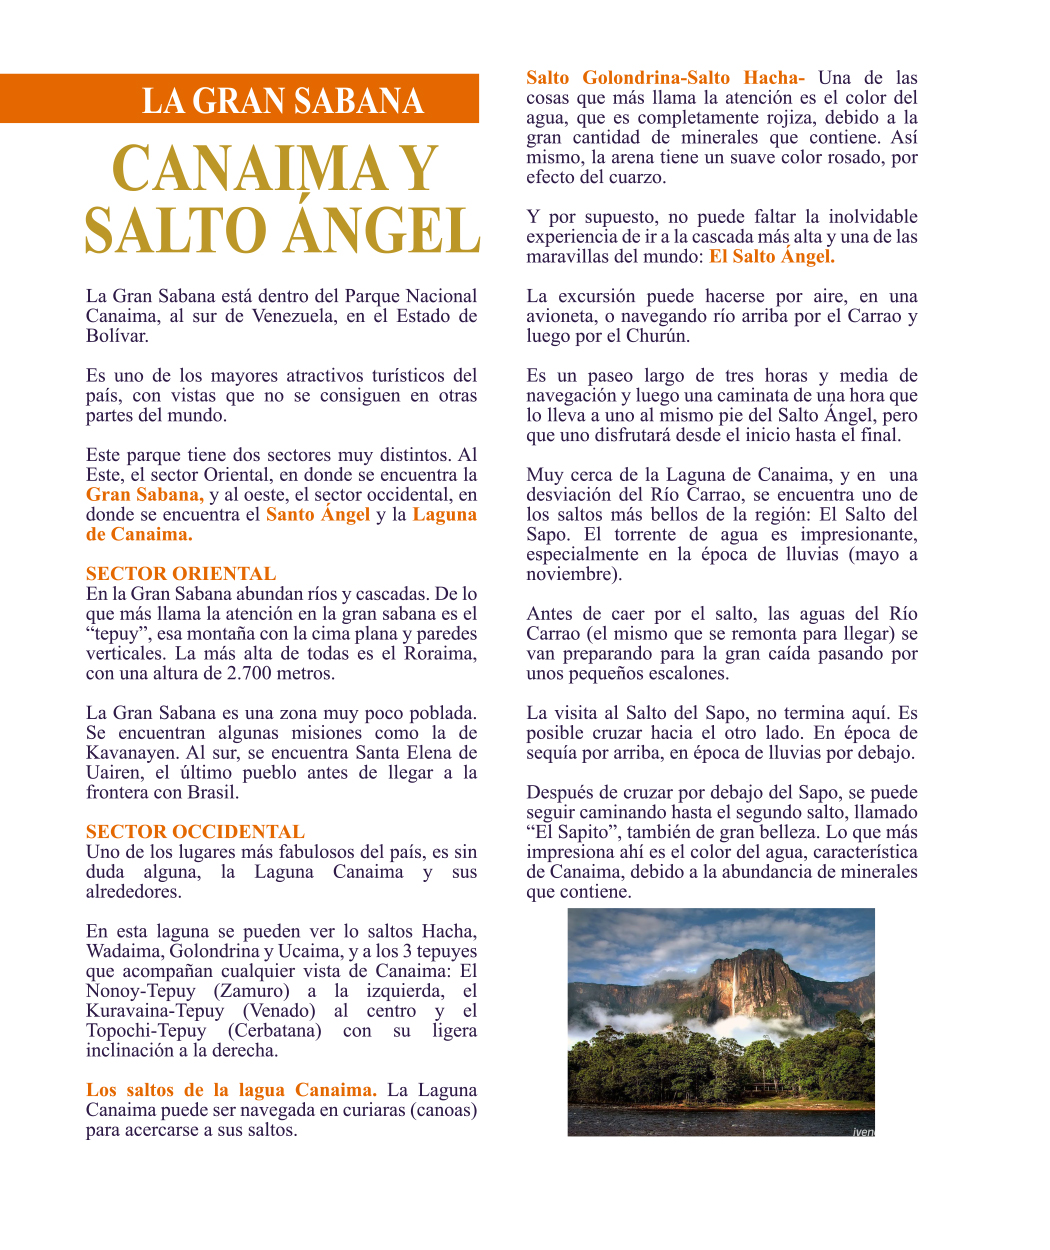 LA GRAN SABANA
CANAIMA Y
SALTO ÁNGEL
La Gran Sabana está dentro del Parque Nacional
Canaima, al sur de Venezuela, en el Estado de
Bolívar.
Es uno de los mayores atractivos turísticos del
país, con vistas que no se consiguen en otras
partes del mundo.
Este parque tiene dos sectores muy distintos. Al
Este, el sector Oriental, en donde se encuentra la
Gran Sabana, y al oeste, el sector occidental, en
donde se encuentra el Santo Ángel y la Laguna
de Canaima.
SECTOR ORIENTAL
En la Gran Sabana abundan ríos y cascadas. De lo
que más llama la atención en la gran sabana es el
“tepuy”, esa montaña con la cima plana y paredes
verticales. La más alta de todas es el Roraima,
con una altura de 2.700 metros.
La Gran Sabana es una zona muy poco poblada.
Se encuentran algunas misiones como la de
Kavanayen. Al sur, se encuentra Santa Elena de
Uairen, el último pueblo antes de llegar a la
frontera con Brasil.
SECTOR OCCIDENTAL
Uno de los lugares más fabulosos del país, es sin
duda alguna, la Laguna Canaima y sus
alrededores.
En esta laguna se pueden ver lo saltos Hacha,
Wadaima, Golondrina y Ucaima, y a los 3 tepuyes
que acompañan cualquier vista de Canaima: El
Nonoy-Tepuy (Zamuro) a la izquierda, el
Kuravaina-Tepuy (Venado) al centro y el
Topochi-Tepuy (Cerbatana) con su ligera
inclinación a la derecha.
Los saltos de la lagua Canaima. La Laguna
Canaima puede ser navegada en curiaras (canoas)
para acercarse a sus saltos.
Salto Golondrina-Salto Hacha- Una de las
cosas que más llama la atención es el color del
agua, que es completamente rojiza, debido a la
gran cantidad de minerales que contiene. Así
mismo, la arena tiene un suave color rosado, por
efecto del cuarzo.
Y por supuesto, no puede faltar la inolvidable
experiencia de ir a la cascada más alta y una de las
maravillas del mundo: El Salto Ángel.
La excursión puede hacerse por aire, en una
avioneta, o navegando río arriba por el Carrao y
luego por el Churún.
Es un paseo largo de tres horas y media de
navegación y luego una caminata de una hora que
lo lleva a uno al mismo pie del Salto Ángel, pero
que uno disfrutará desde el inicio hasta el final.
Muy cerca de la Laguna de Canaima, y en una
desviación del Río Carrao, se encuentra uno de
los saltos más bellos de la región: El Salto del
Sapo. El torrente de agua es impresionante,
especialmente en la época de lluvias (mayo a
noviembre).
Antes de caer por el salto, las aguas del Río
Carrao (el mismo que se remonta para llegar) se
van preparando para la gran caída pasando por
unos pequeños escalones.
La visita al Salto del Sapo, no termina aquí. Es
posible cruzar hacia el otro lado. En época de
sequía por arriba, en época de lluvias por debajo.
Después de cruzar por debajo del Sapo, se puede
seguir caminando hasta el segundo salto, llamado
“El Sapito”, también de gran belleza. Lo que más
impresiona ahí es el color del agua, característica
de Canaima, debido a la abundancia de minerales
que contiene.